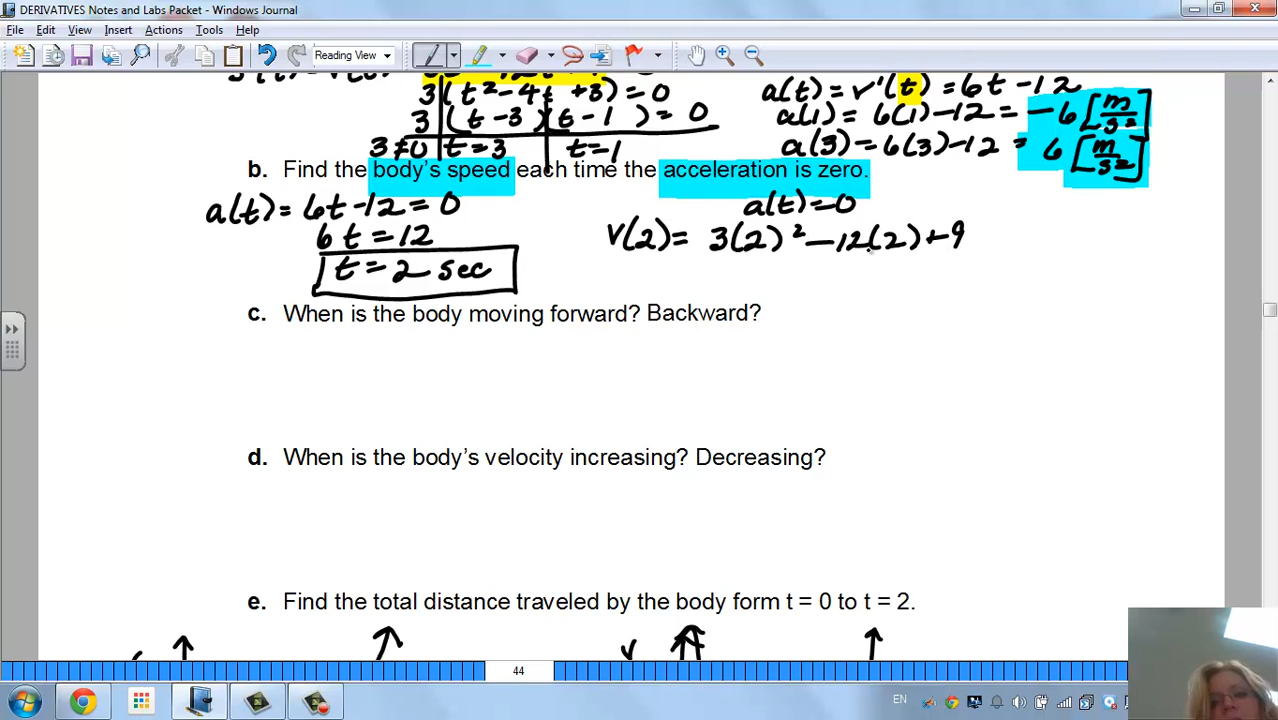 DERIVATIVES Notes and Labs Packet - Windows Journal
File Edit View Insert Actions Tools Help
Reading View
3(t²-4t+3)=0
3(t-3)(t-1)=0
3≠0 t=3 t=1
a(t)=v'(t)=6t-12
a(1)=6(1)-12=-6[m/s²]
a(3)=6(3)-12=6[m/s²]
b. Find the body's speed each time the acceleration is zero.
a(t)=6t-12=0
6t=12
t=2 sec
a(t)=0
v(2)=3(2)²-12(2)+9
c. When is the body moving forward? Backward?
d. When is the body's velocity increasing? Decreasing?
e. Find the total distance traveled by the body form t = 0 to t = 2.
v
44
EN